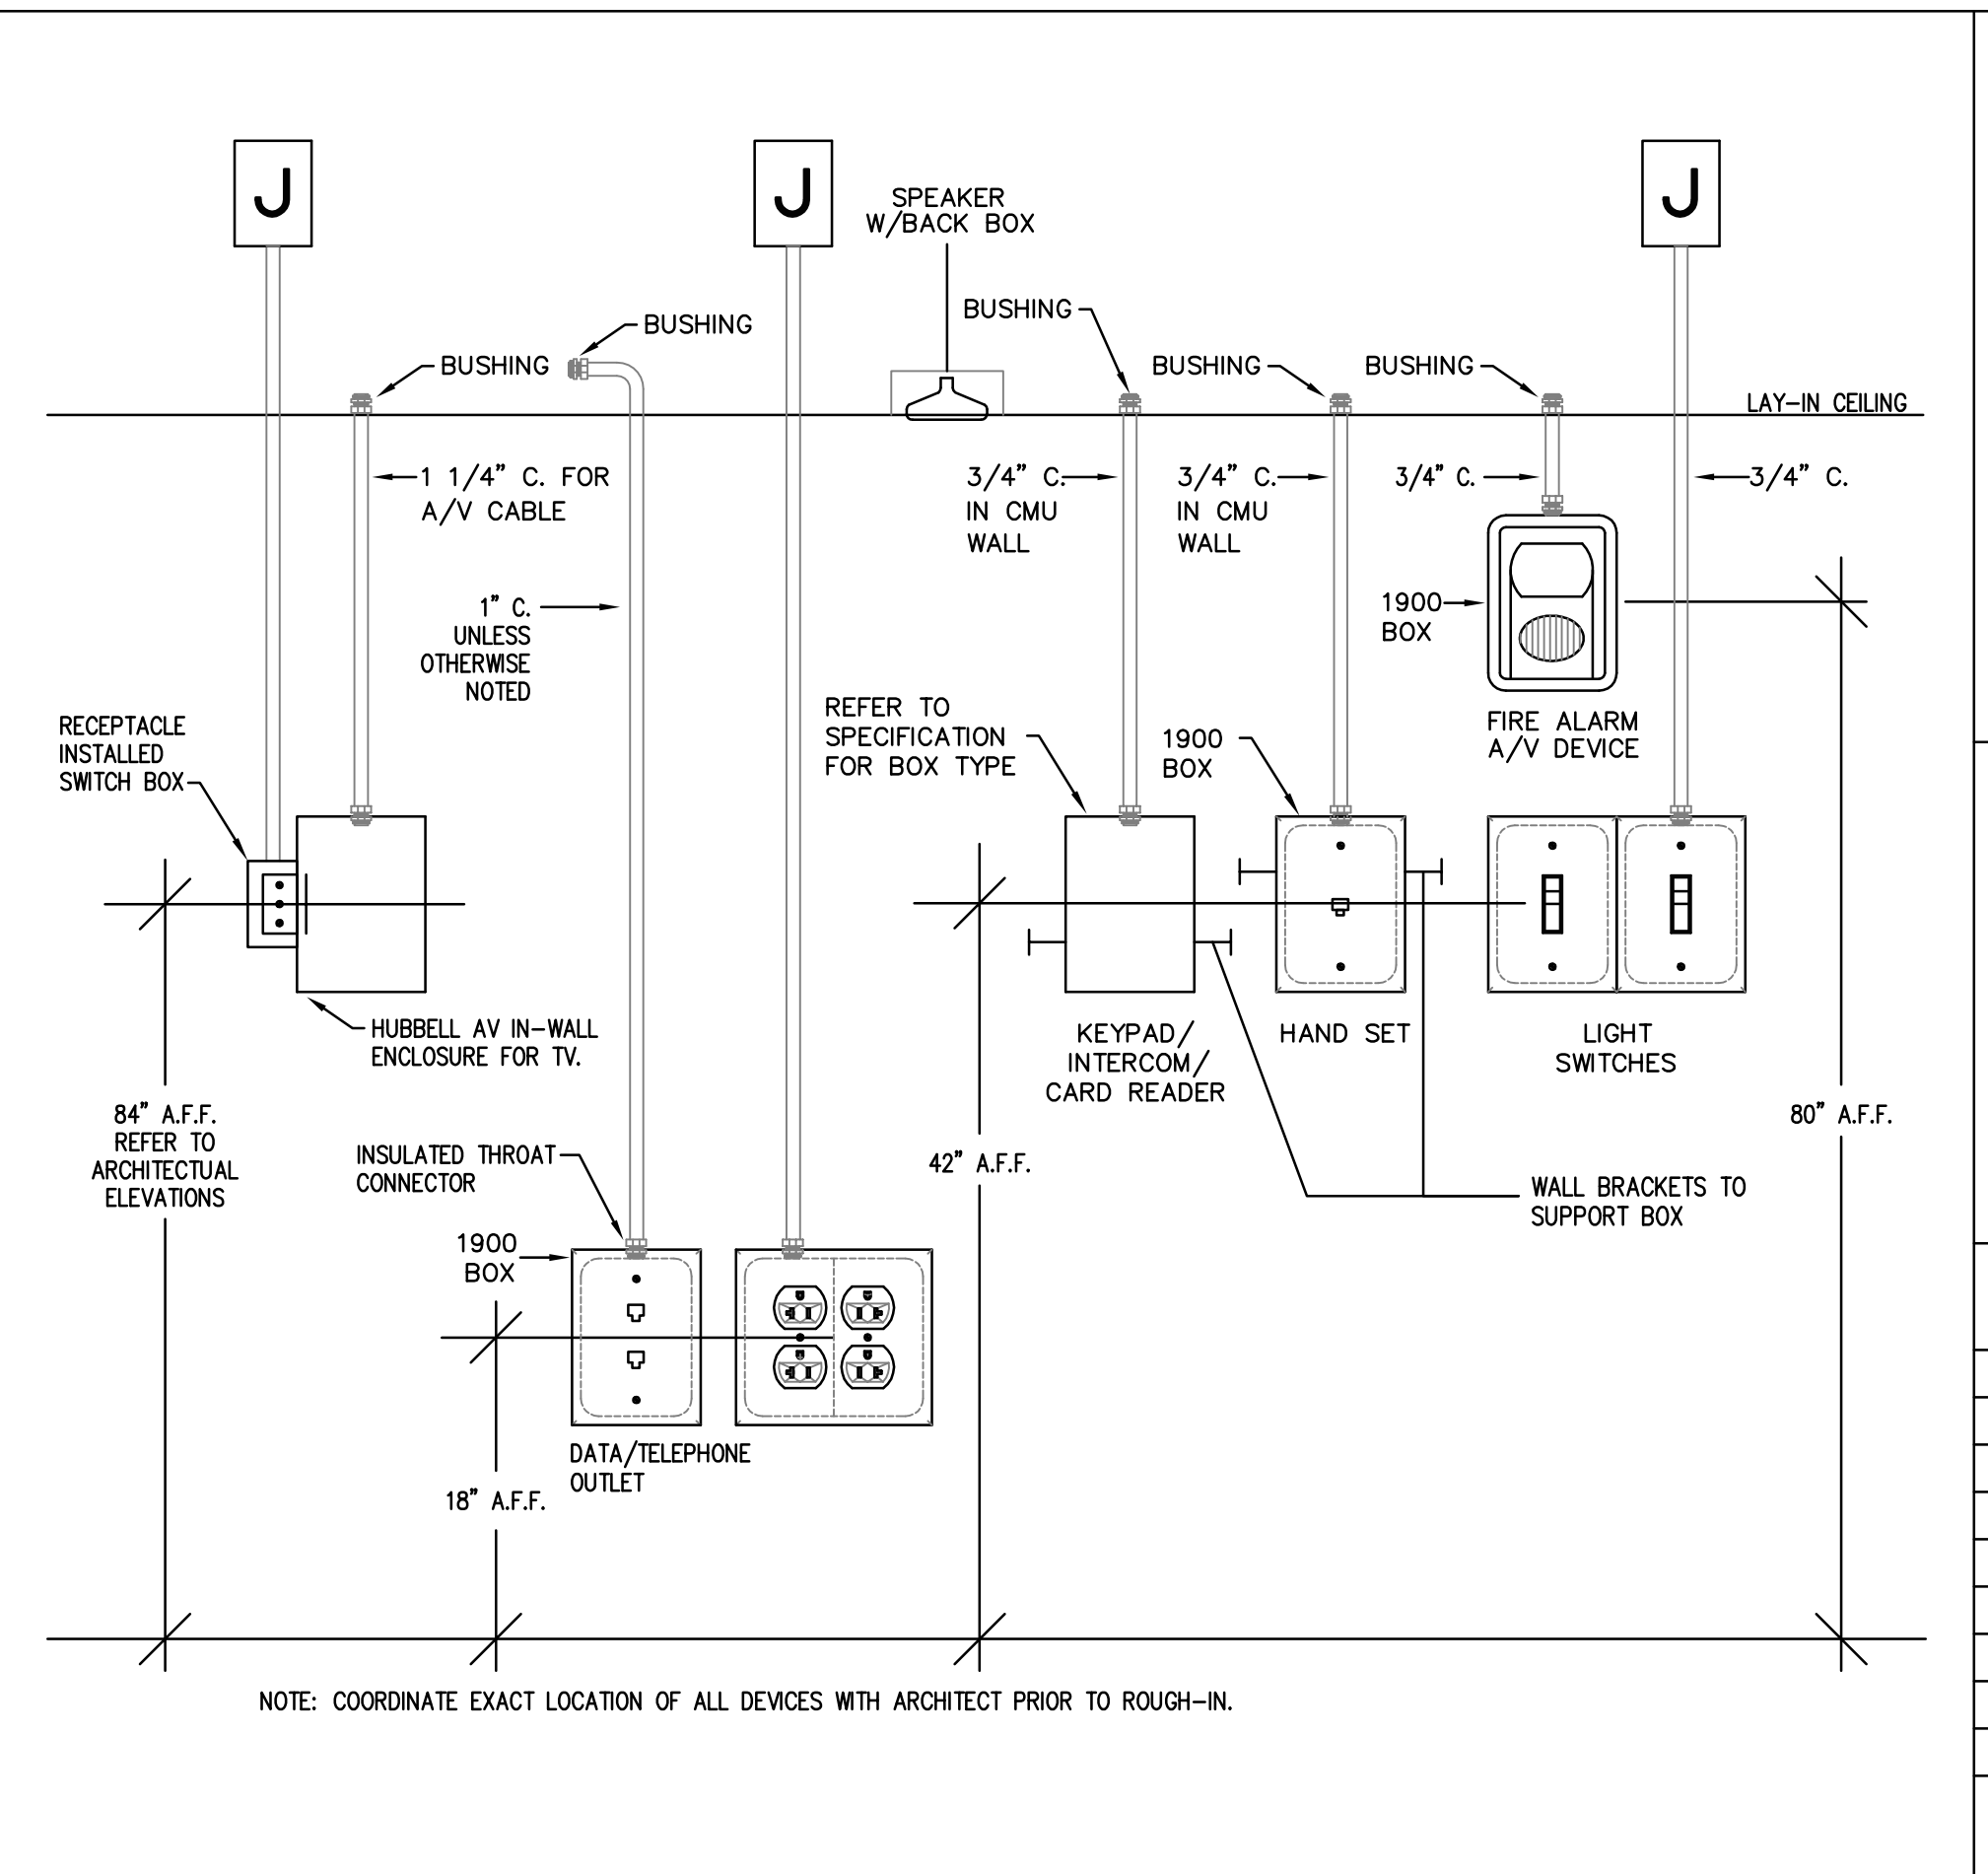 J
J
J
SPEAKER
W/BACK BOX
BUSHING
BUSHING
BUSHING
BUSHING
BUSHING
LAY-IN CEILING
1 1/4" C. FOR
A/V CABLE
3/4" C.
IN CMU
WALL
3/4" C.
IN CMU
WALL
3/4" C.
3/4" C.
1" C.
UNLESS
OTHERWISE
NOTED
1900
BOX
RECEPTACLE
INSTALLED
SWITCH BOX
REFER TO
SPECIFICATION
FOR BOX TYPE
1900
BOX
FIRE ALARM
A/V DEVICE
HUBBELL AV IN-WALL
ENCLOSURE FOR TV.
KEYPAD/
INTERCOM/
CARD READER
HAND SET
LIGHT
SWITCHES
84" A.F.F.
REFER TO
ARCHITECTUAL
ELEVATIONS
80" A.F.F.
INSULATED THROAT
CONNECTOR
42" A.F.F.
WALL BRACKETS TO
SUPPORT BOX
1900
BOX
DATA/TELEPHONE
OUTLET
18" A.F.F.
NOTE: COORDINATE EXACT LOCATION OF ALL DEVICES WITH ARCHITECT PRIOR TO ROUGH-IN.